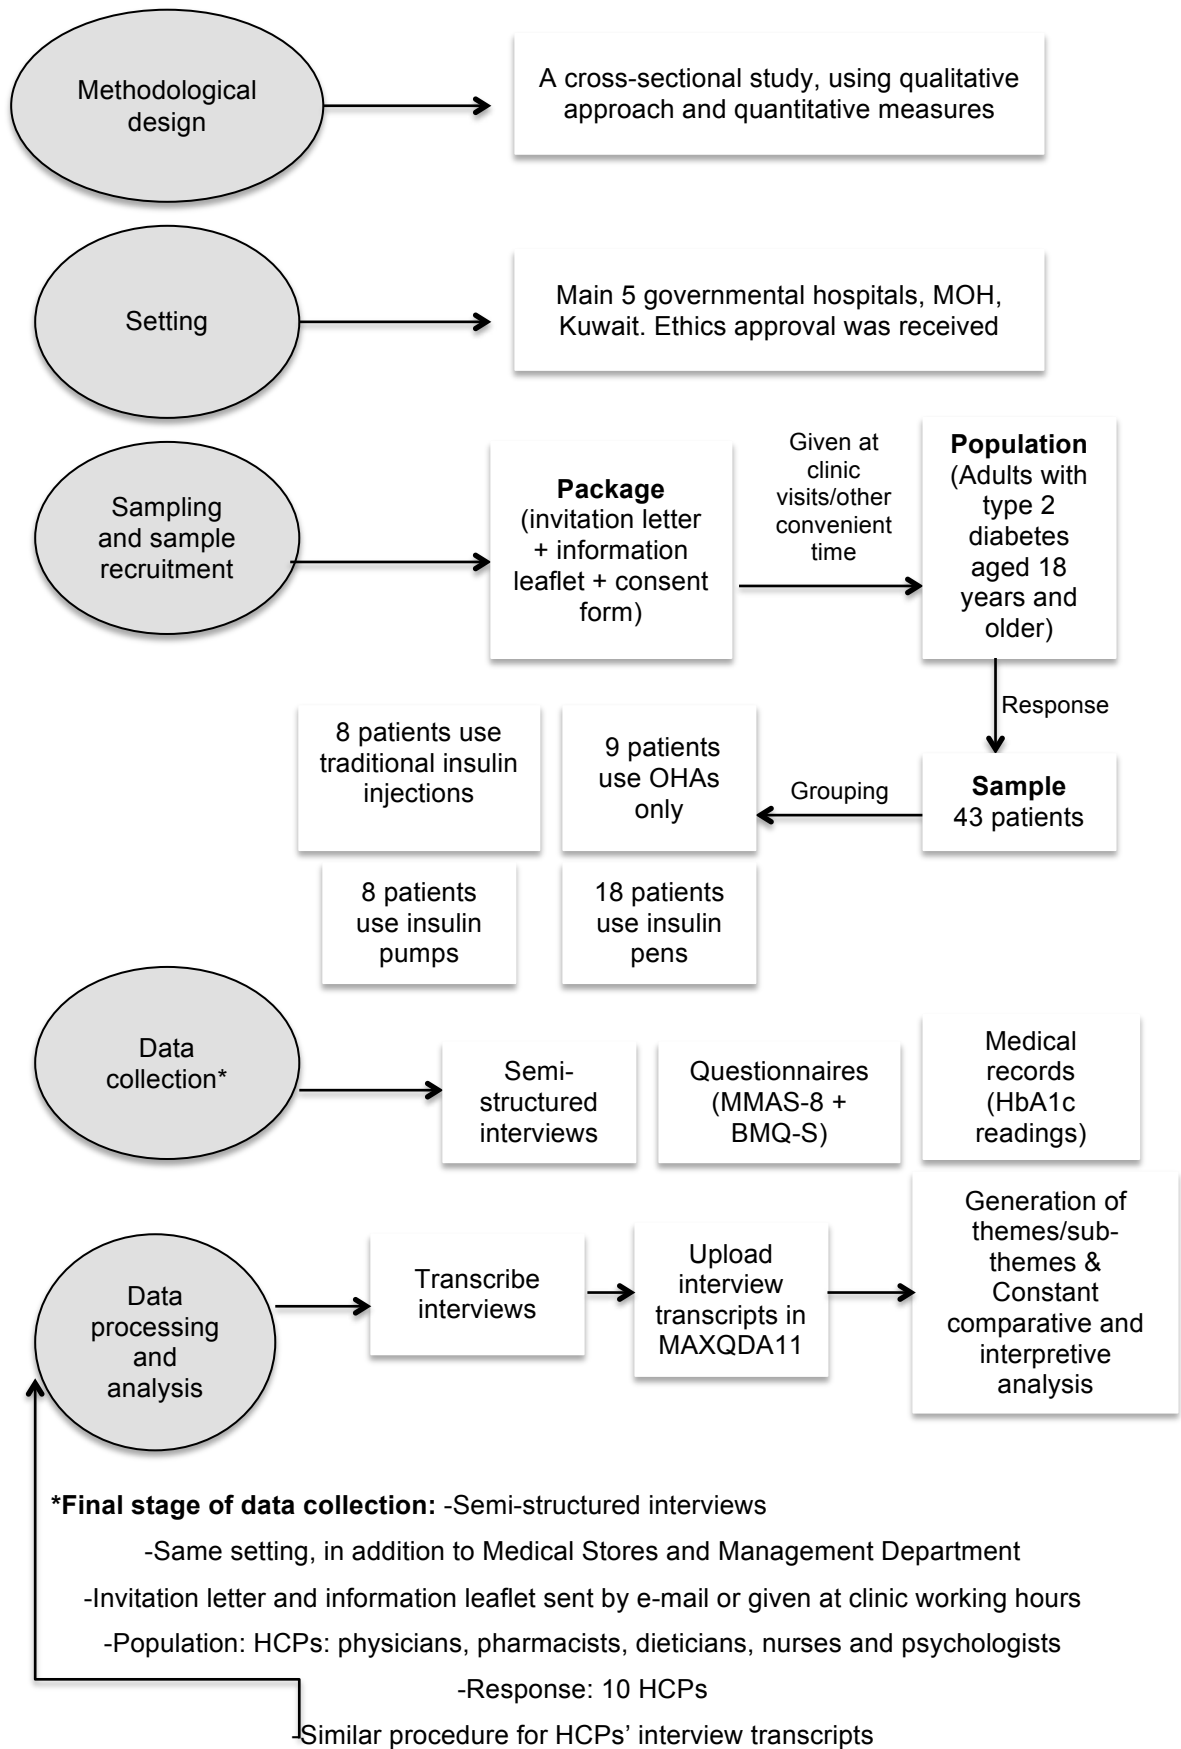 Methodological
design
A cross-sectional study, using qualitative
approach and quantitative measures
Setting
Main 5 governmental hospitals, MOH,
Kuwait. Ethics approval was received
Sampling
and sample
recruitment
Package
(invitation letter
+ information
leaflet + consent
form)
Given at
clinic
visits/other
convenient
time
Population
(Adults with
type 2
diabetes
aged 18
years and
older)
Response
Sample
43 patients
Grouping
9 patients
use OHAs
only
8 patients use
traditional insulin
injections
8 patients
use insulin
pumps
18 patients
use insulin
pens
Data
collection*
Semi-
structured
interviews
Questionnaires
(MMAS-8 +
BMQ-S)
Medical
records
(HbA1c
readings)
Data
processing
and
analysis
Transcribe
interviews
Upload
interview
transcripts in
MAXQDA11
Generation of
themes/sub-
themes &
Constant
comparative and
interpretive
analysis
*Final stage of data collection: -Semi-structured interviews
-Same setting, in addition to Medical Stores and Management Department
-Invitation letter and information leaflet sent by e-mail or given at clinic working hours
-Population: HCPs: physicians, pharmacists, dieticians, nurses and psychologists
-Response: 10 HCPs
-Similar procedure for HCPs' interview transcripts